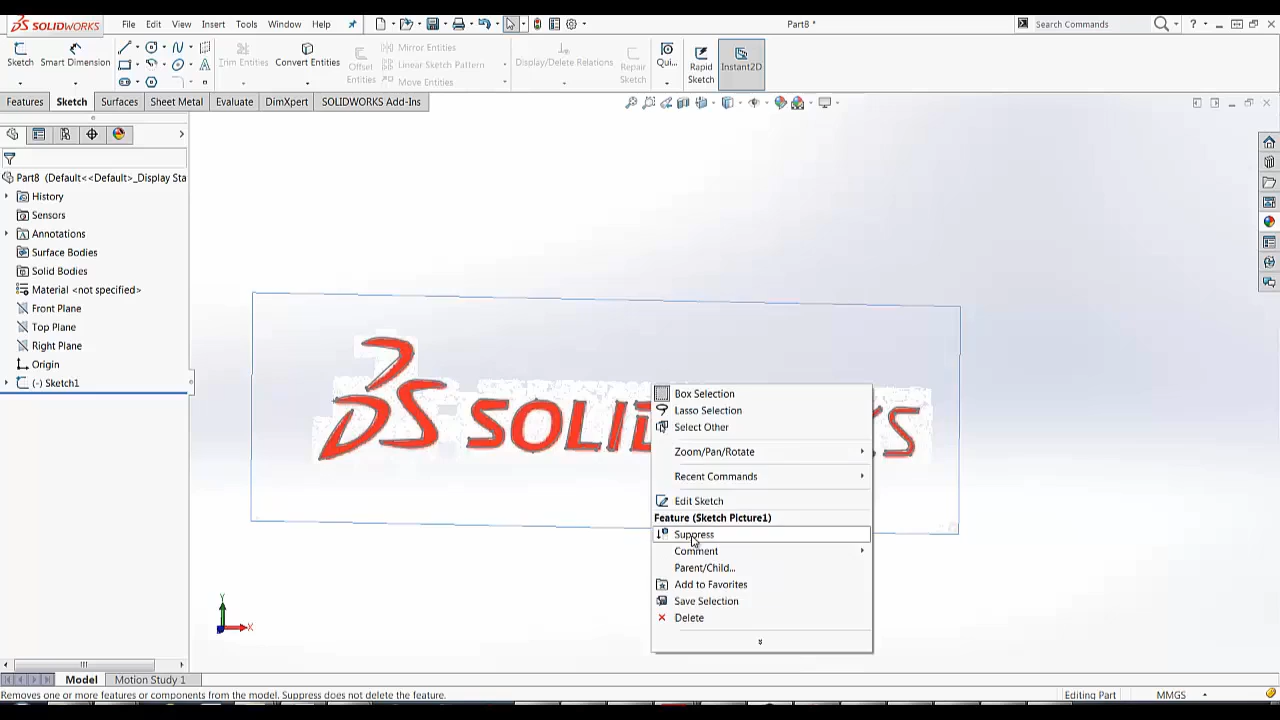 SOLIDWORKS File Edit View Insert Tools Window Help Part8 * Search Commands
Sketch Smart Dimension Trim Entities Convert Entities Offset Entities Mirror Entities Linear Sketch Pattern Move Entities Display/Delete Relations Repair Sketch Qui... Rapid Sketch Instant2D
Features Sketch Surfaces Sheet Metal Evaluate DimXpert SOLIDWORKS Add-Ins
Part8 (Default<<Default>_Display Sta
History
Sensors
Annotations
Surface Bodies
Solid Bodies
Material <not specified>
Front Plane
Top Plane
Right Plane
Origin
(-) Sketch1
SOLID S
Box Selection
Lasso Selection
Select Other
Zoom/Pan/Rotate
Recent Commands
Edit Sketch
Feature (Sketch Picture1)
Suppress
Comment
Parent/Child...
Add to Favorites
Save Selection
Delete
Y
X
Model Motion Study 1
Removes one or more features or components from the model. Suppress does not delete the feature. Editing Part MMGS